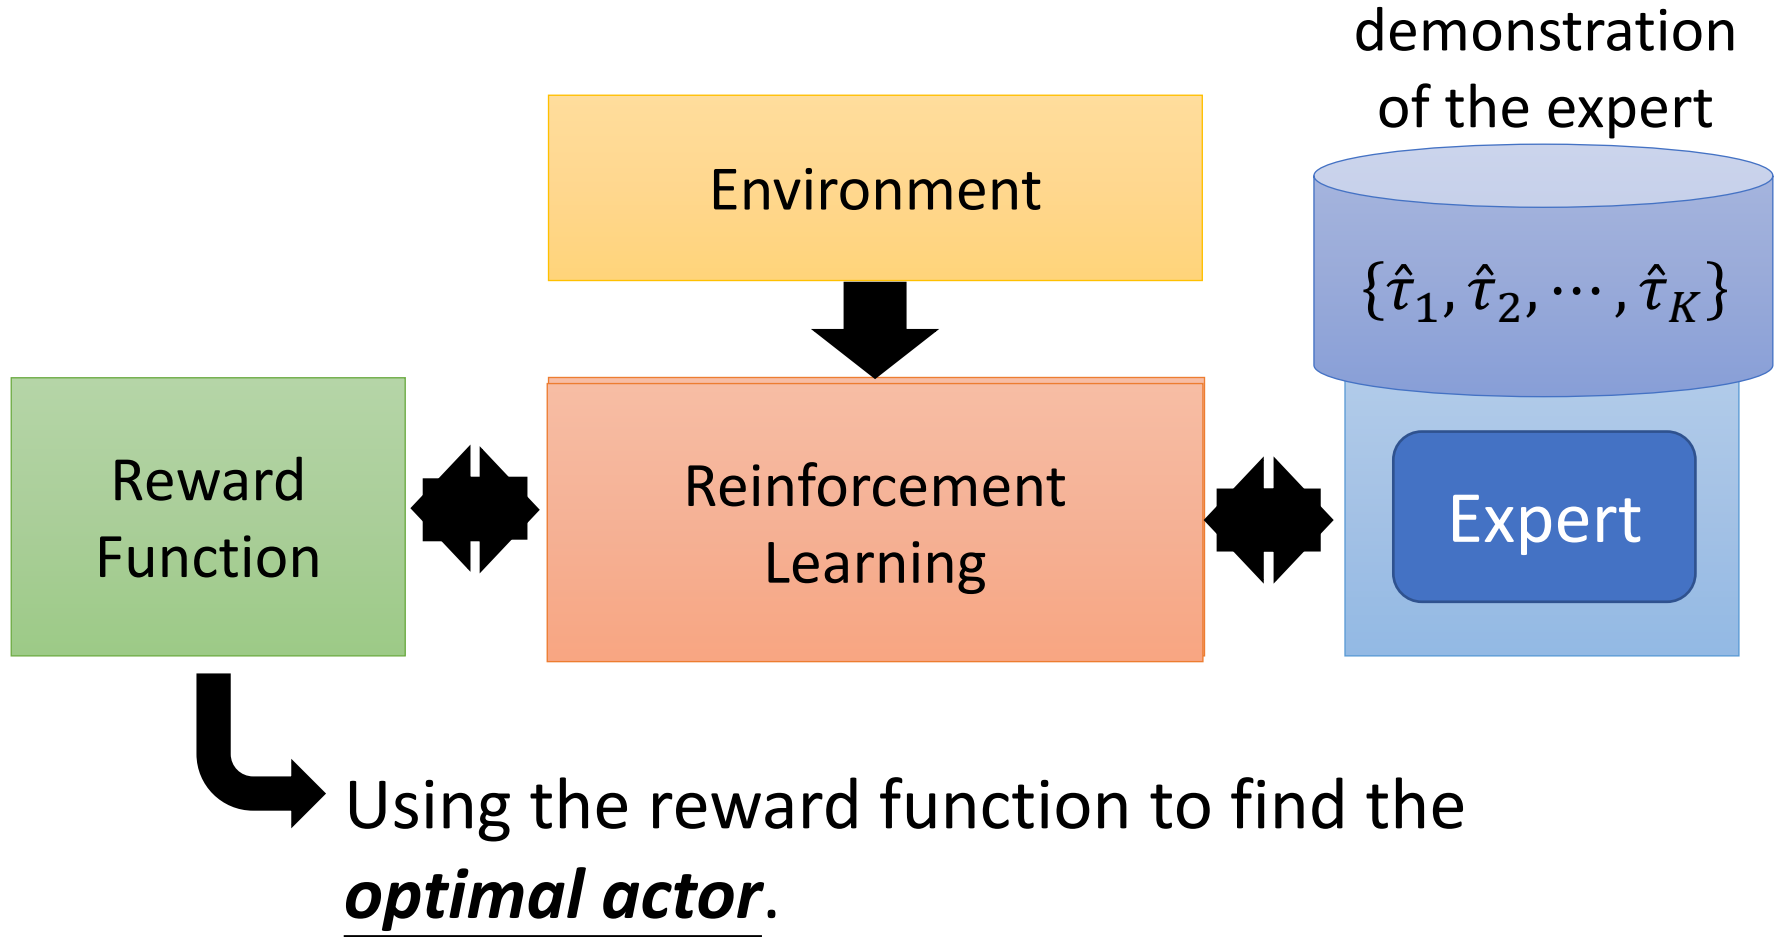 demonstration
of the expert
Environment
{τ̂₁, τ̂₂, ⋯ , τ̂_K}
Reward
Function
Reinforcement
Learning
Expert
Using the reward function to find the
optimal actor.